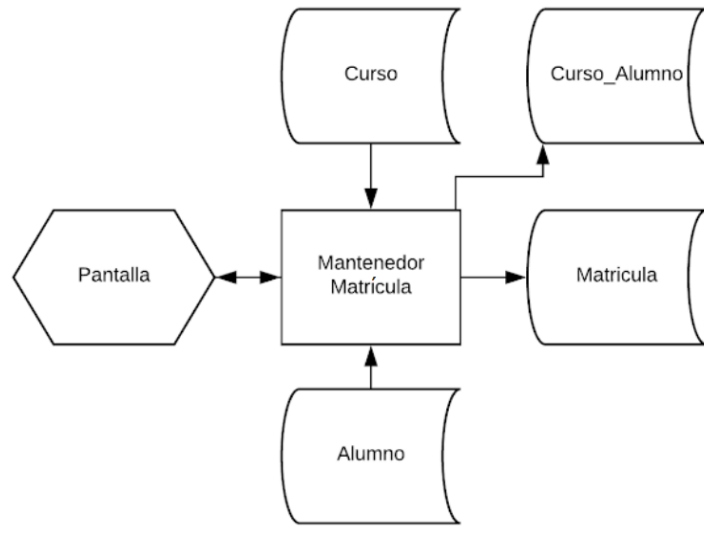 Curso
Curso_Alumno
Pantalla
Mantenedor
Matrícula
Matricula
Alumno